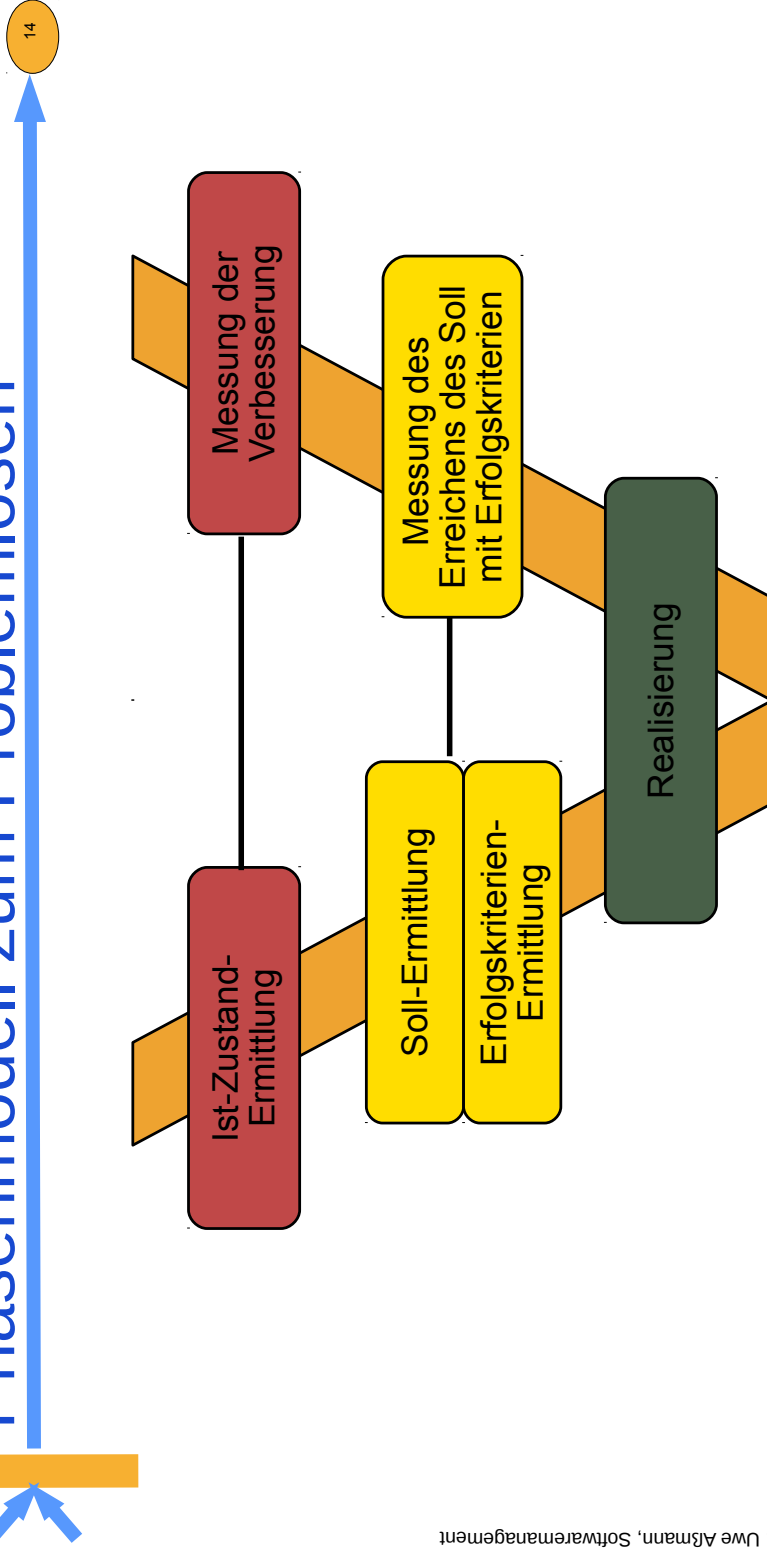 14
Phasenmodell zum Problemlösen
Ist-Zustand-
Ermittlung
Messung der
Verbesserung
Soll-Ermittlung
Erfolgskriterien-
Ermittlung
Messung des
Erreichens des Soll
mit Erfolgskriterien
Realisierung
Uwe Aßmann, Softwaremanagement